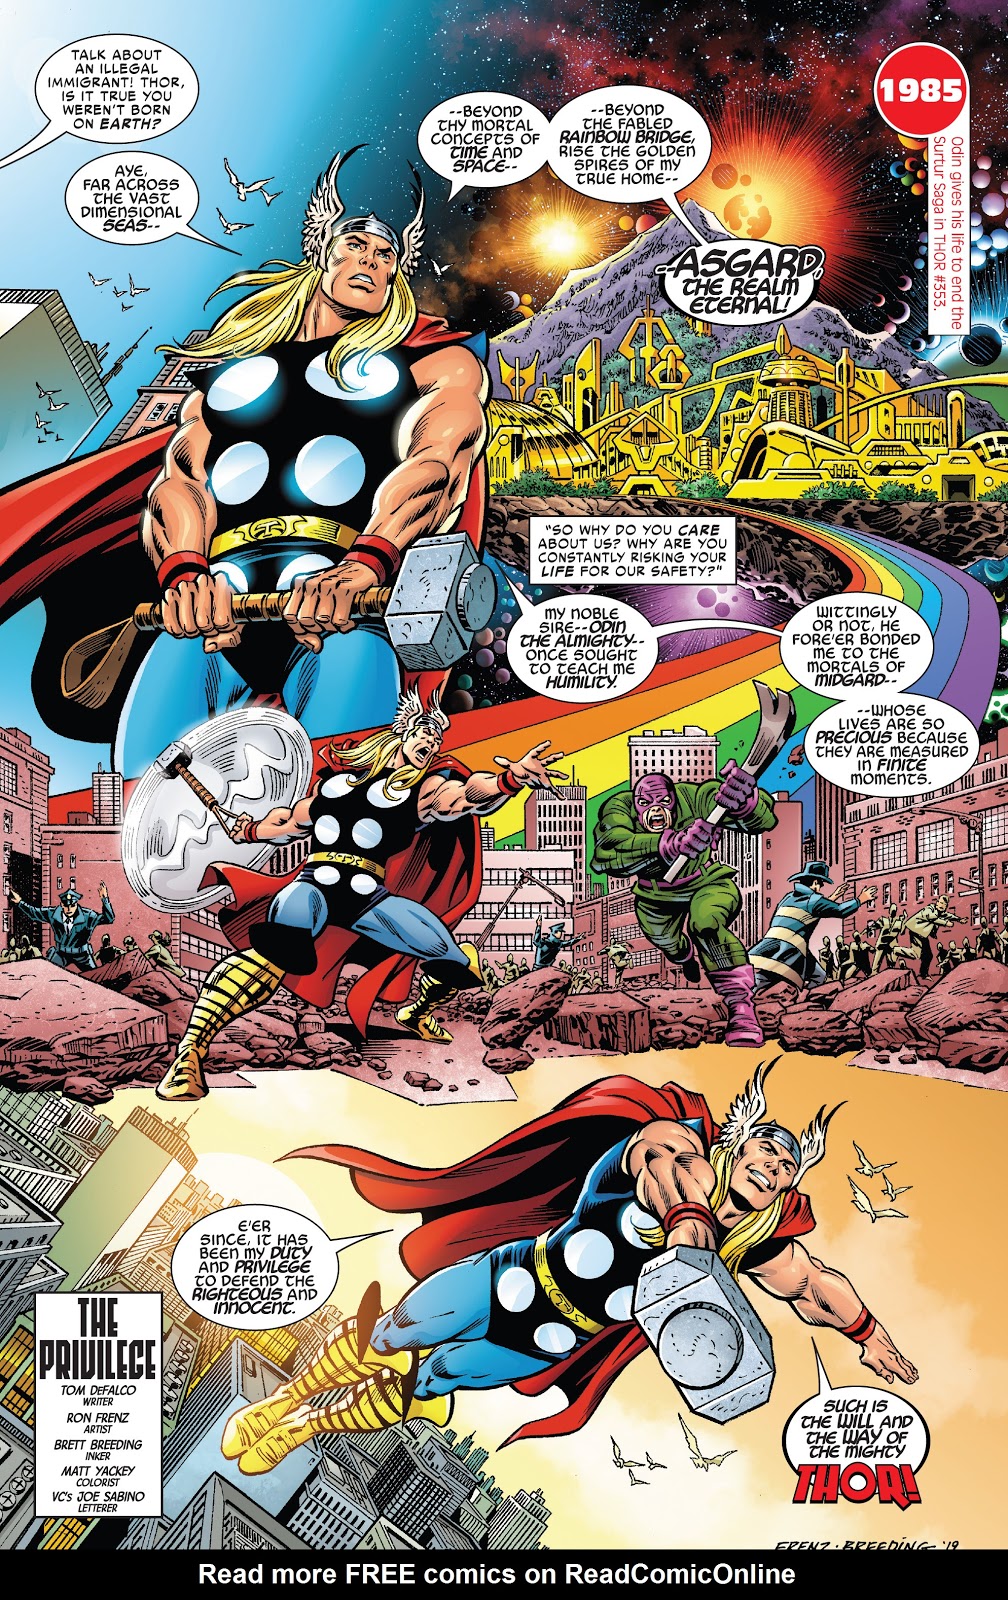 TALK ABOUT
AN ILLEGAL
IMMIGRANT! THOR,
IS IT TRUE YOU
WEREN'T BORN
ON EARTH?
AYE,
FAR ACROSS
THE VAST
DIMENSIONAL
SEAS--
--BEYOND
THY MORTAL
CONCEPTS OF
TIME AND
SPACE--
--BEYOND
THE FABLED
RAINBOW BRIDGE,
RISE THE GOLDEN
SPIRES OF MY
TRUE HOME--
--ASGARD,
THE REALM
ETERNAL!
1985
Odin gives his life to end the
Surtur Saga in THOR #353.
"SO WHY DO YOU CARE
ABOUT US? WHY ARE YOU
CONSTANTLY RISKING YOUR
LIFE FOR OUR SAFETY?"
MY NOBLE
SIRE--ODIN
THE ALMIGHTY--
ONCE SOUGHT
TO TEACH ME
HUMILITY.
WITTINGLY
OR NOT, HE
FORE'ER BONDED
ME TO THE
MORTALS OF
MIDGARD--
--WHOSE
LIVES ARE SO
PRECIOUS BECAUSE
THEY ARE MEASURED
IN FINITE
MOMENTS.
E'ER
SINCE, IT HAS
BEEN MY DUTY
AND PRIVILEGE
TO DEFEND THE
RIGHTEOUS AND
INNOCENT.
SUCH IS
THE WILL AND
THE WAY OF
THE MIGHTY
THOR!
THE
PRIVILEGE
TOM DEFALCO
WRITER
RON FRENZ
ARTIST
BRETT BREEDING
INKER
MATT YACKEY
COLORIST
VC's JOE SABINO
LETTERER
FRENZ · BREEDING '19
Read more FREE comics on ReadComicOnline